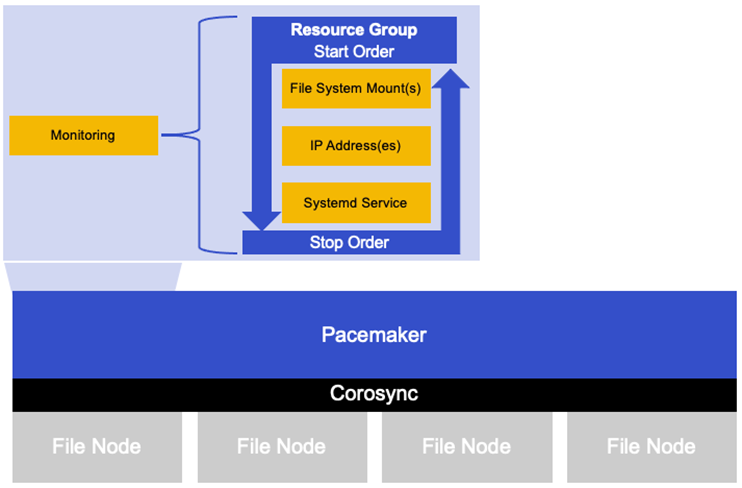 Resource Group
Start Order
File System Mount(s)
Monitoring
IP Address(es)
Systemd Service
Stop Order
Pacemaker
Corosync
File Node File Node File Node File Node